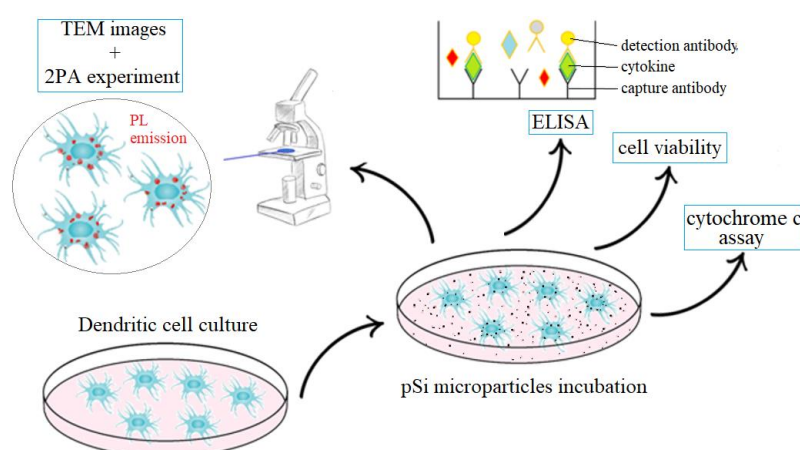 TEM images
+
2PA experiment
PL
emission
detection antibody
cytokine
capture antibody
ELISA
cell viability
cytochrome c
assay
Dendritic cell culture
pSi microparticles incubation